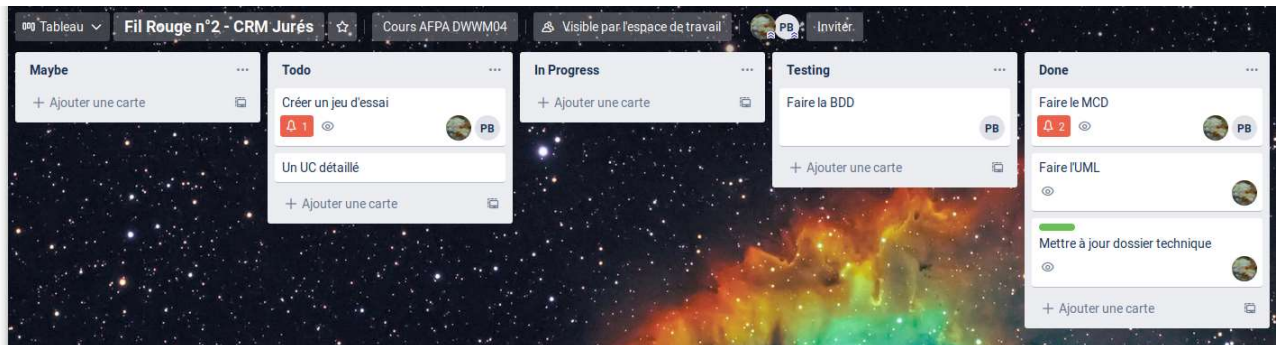 Tableau
Fil Rouge n°2 - CRM Jurés
Cours AFPA DWWM04
Visible par l'espace de travail
PB
Inviter
Maybe
Ajouter une carte
Todo
Créer un jeu d'essai
1
PB
Un UC détaillé
Ajouter une carte
In Progress
Ajouter une carte
Testing
Faire la BDD
PB
Ajouter une carte
Done
Faire le MCD
2
PB
Faire l'UML
Mettre à jour dossier technique
Ajouter une carte